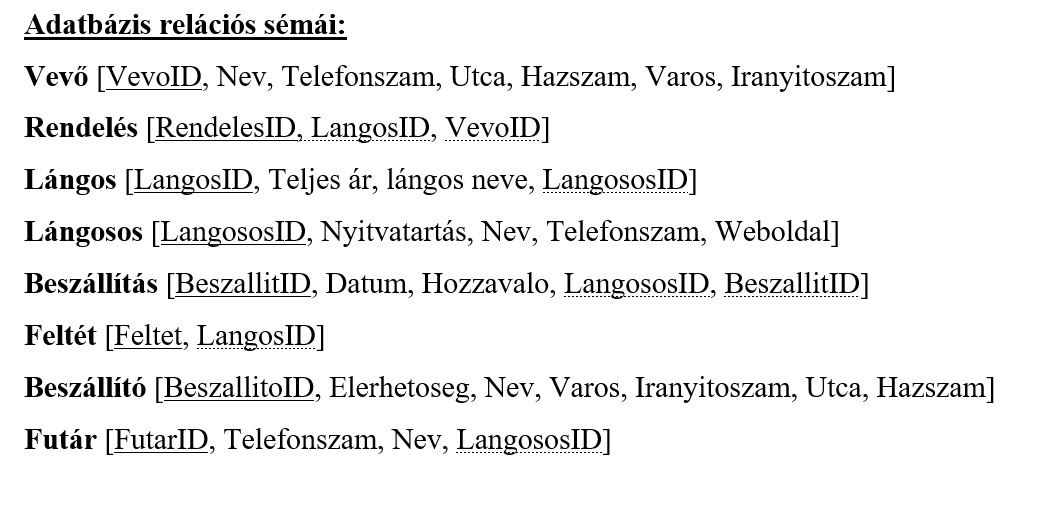 Adatbázis relációs sémái:
Vevő [VevoID, Nev, Telefonszam, Utca, Hazszam, Varos, Iranyitoszam]
Rendelés [RendelesID, LangosID, VevoID]
Lángos [LangosID, Teljes ár, lángos neve, LangososID]
Lángosos [LangososID, Nyitvatartás, Nev, Telefonszam, Weboldal]
Beszállítás [BeszallitID, Datum, Hozzavalo, LangososID, BeszallitID]
Feltét [Feltet, LangosID]
Beszállító [BeszallitoID, Elerhetoseg, Nev, Varos, Iranyitoszam, Utca, Hazszam]
Futár [FutarID, Telefonszam, Nev, LangososID]